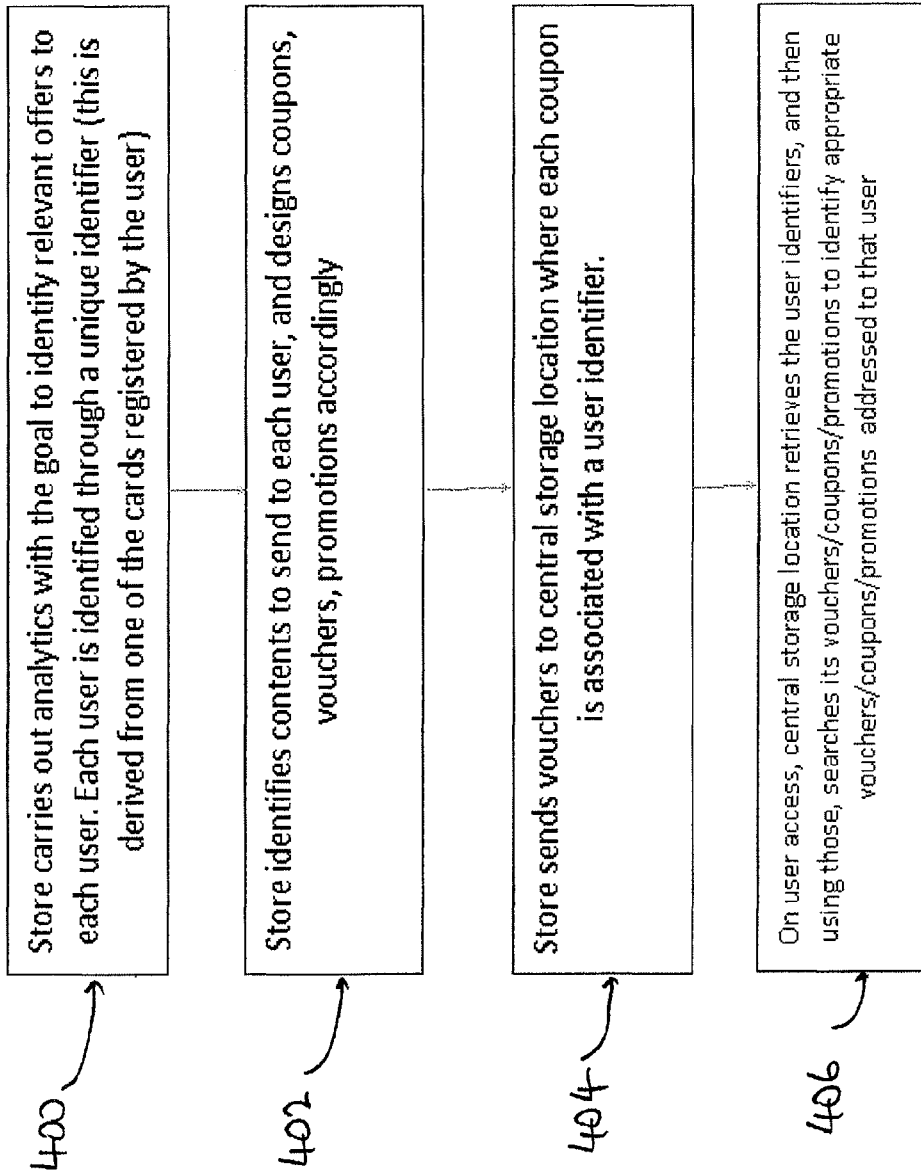 400
Store carries out analytics with the goal to identify relevant offers to
each user. Each user is identified through a unique identifier (this is
derived from one of the cards registered by the user)
402
Store identifies contents to send to each user, and designs coupons,
vouchers, promotions accordingly
404
Store sends vouchers to central storage location where each coupon
is associated with a user identifier.
406
On user access, central storage location retrieves the user identifiers, and then
using those, searches its vouchers/coupons/promotions to identify appropriate
vouchers/coupons/promotions addressed to that user